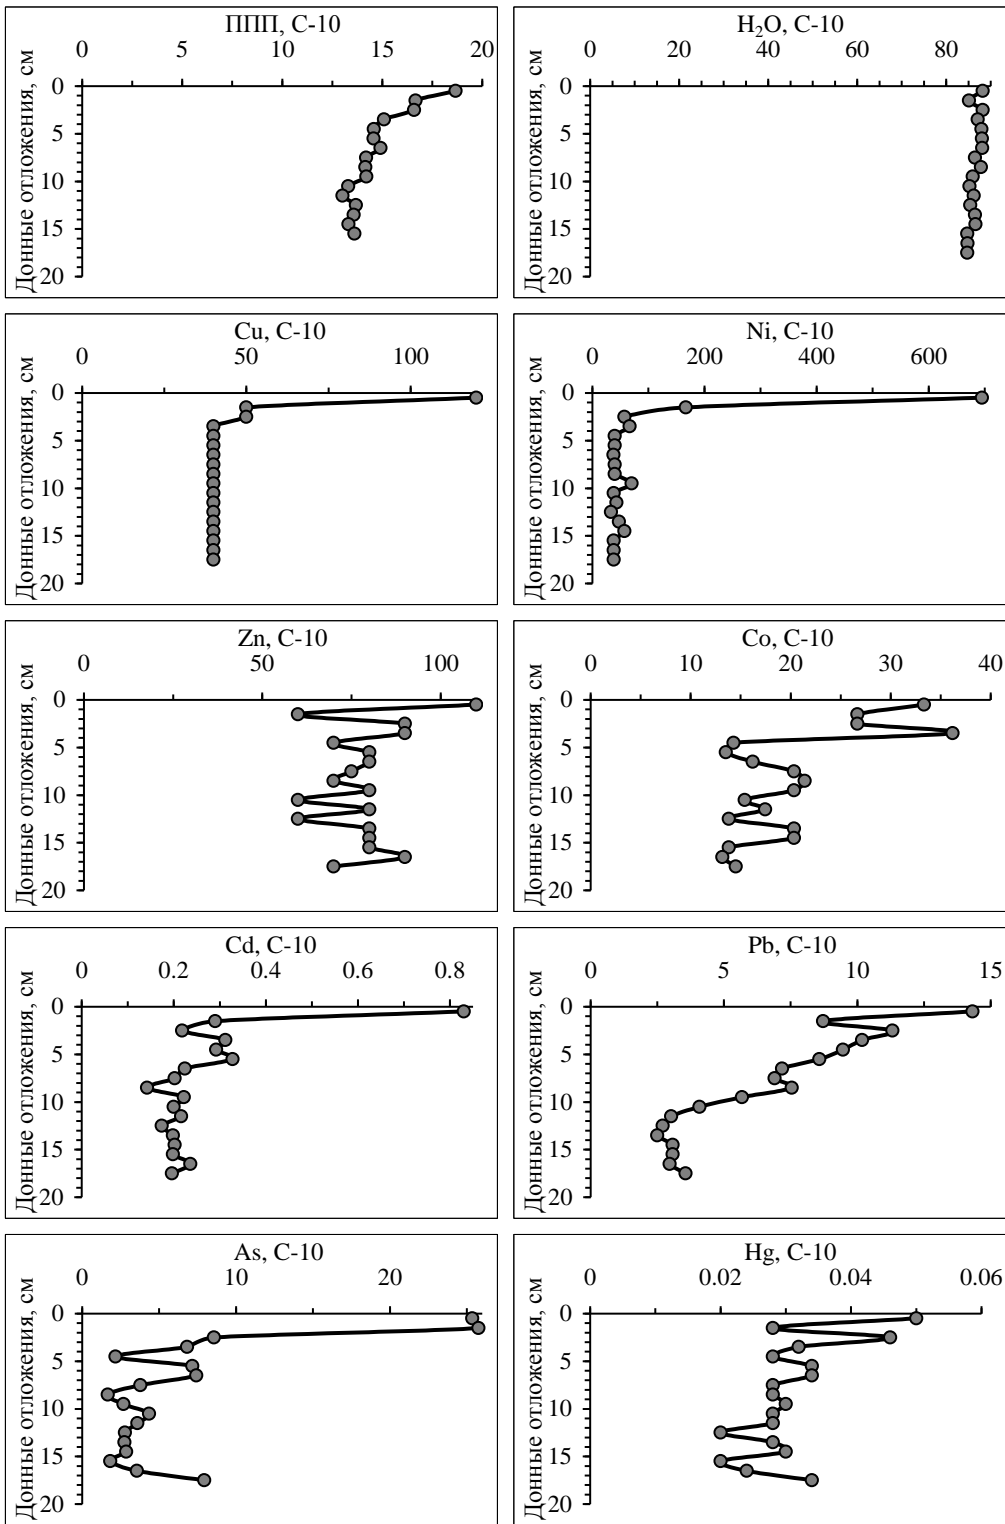 ППП, С-10
0 5 10 15 20
Донные отложения, см
0
5
10
15
20
H₂O, С-10
0 20 40 60 80
Донные отложения, см
0
5
10
15
20
Cu, С-10
0 50 100
Донные отложения, см
0
5
10
15
20
Ni, С-10
0 200 400 600
Донные отложения, см
0
5
10
15
20
Zn, С-10
0 50 100
Донные отложения, см
0
5
10
15
20
Co, С-10
0 10 20 30 40
Донные отложения, см
0
5
10
15
20
Cd, С-10
0 0.2 0.4 0.6 0.8
Донные отложения, см
0
5
10
15
20
Pb, С-10
0 5 10 15
Донные отложения, см
0
5
10
15
20
As, С-10
0 10 20
Донные отложения, см
0
5
10
15
20
Hg, С-10
0 0.02 0.04 0.06
Донные отложения, см
0
5
10
15
20